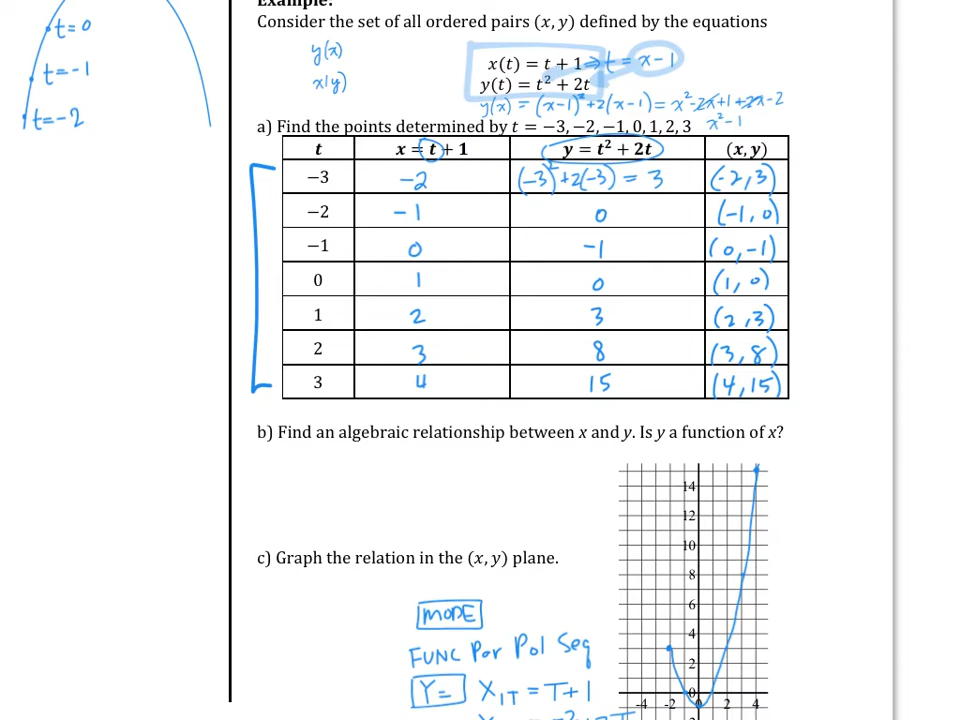 Example:
Consider the set of all ordered pairs (x, y) defined by the equations
t=0
t=-1
t=-2
y(x)
x(y)
x(t) = t + 1 ⇒ t = x - 1
y(t) = t² + 2t
y(x) = (x-1)² + 2(x-1) = x² - 2x + 1 + 2x - 2
x² - 1
a) Find the points determined by t = −3, −2, −1, 0, 1, 2, 3
t x = t + 1 y = t² + 2t (x, y)
−3 -2 (-3)² + 2(-3) = 3 (-2, 3)
−2 -1 0 (-1, 0)
−1 0 -1 (0, -1)
0 1 0 (1, 0)
1 2 3 (2, 3)
2 3 8 (3, 8)
3 4 15 (4, 15)
b) Find an algebraic relationship between x and y. Is y a function of x?
14
12
10
8
6
4
2
0
-4 -2 0 2 4
c) Graph the relation in the (x, y) plane.
MODE
FUNC Par Pol Seq
Y= X1T = T+1